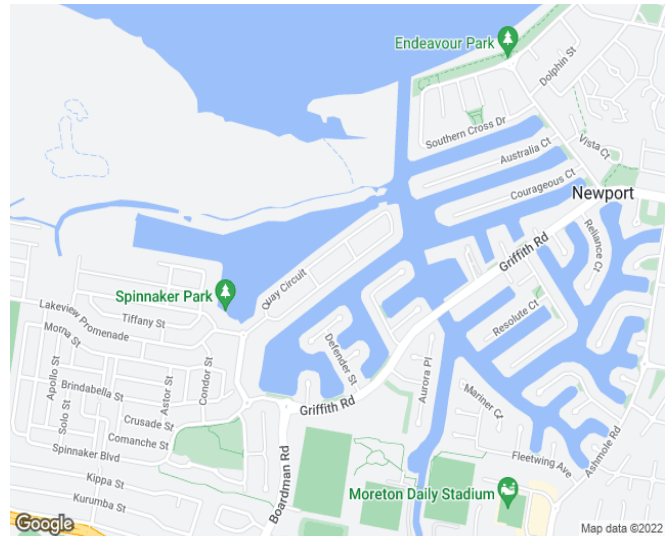 Endeavour Park
Dolphin St
Southern Cross Dr
Vista Ct
Australia Ct
Courageous Ct
Newport
Reliance Ct
Griffith Rd
Quay Circuit
Spinnaker Park
Lakeview Promenade
Tiffany St
Morna St
Resolute Ct
Defender St
Apollo St
Solo St
Astor St
Condor St
Aurora Pl
Brindabella St
Mariner Ct
Griffith Rd
Crusade St
Comanche St
Spinnaker Blvd
Boardman Rd
Ashmole Rd
Fleetwing Ave
Kippa St
Kurumba St
Moreton Daily Stadium
Google
Map data ©2022